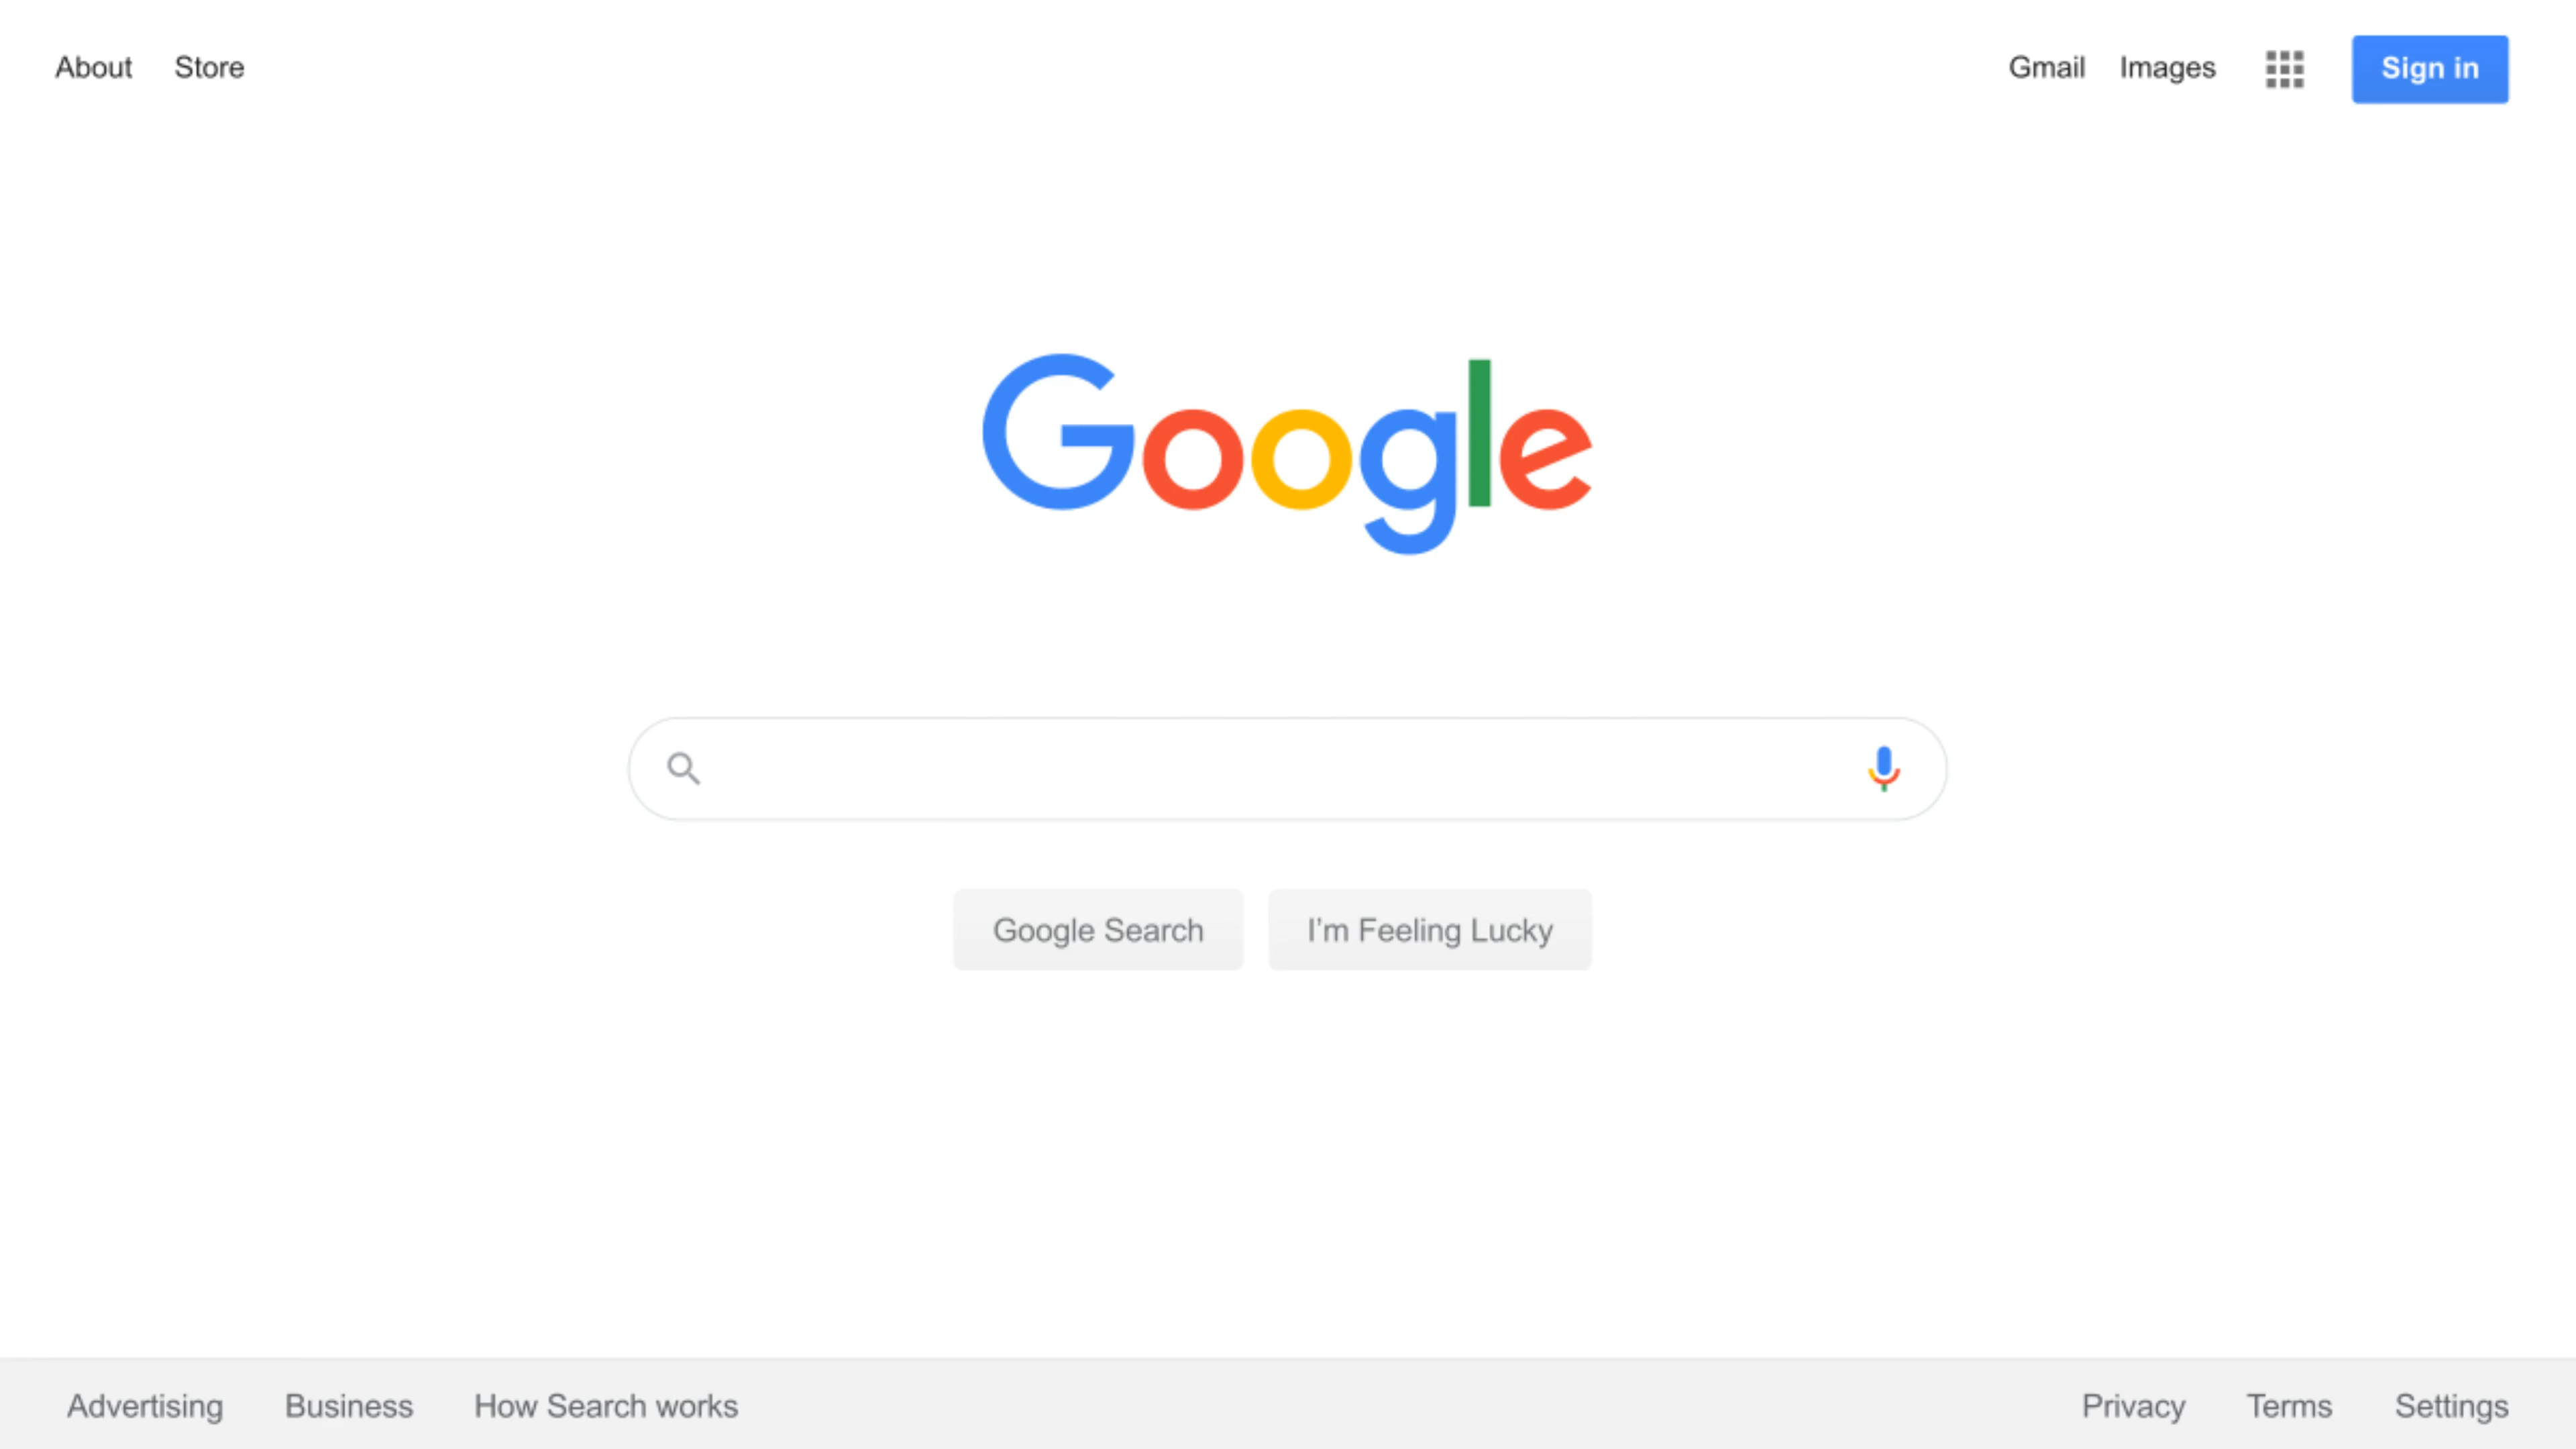 About Store Gmail Images Sign in
Google
Google Search I’m Feeling Lucky
Advertising Business How Search works Privacy Terms Settings